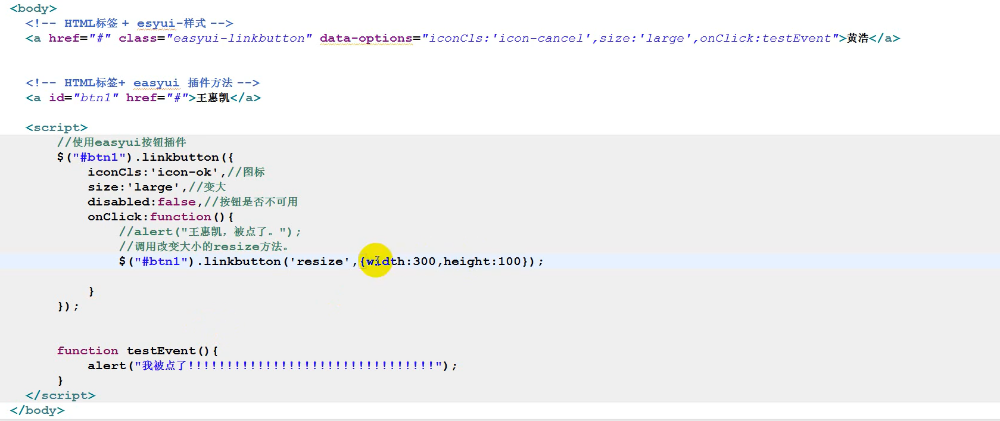 <body>
<!-- HTML标签 + esyui-样式 -->
<a href="#" class="easyui-linkbutton" data-options="iconCls:'icon-cancel',size:'large',onClick:testEvent">黄浩</a>
<!-- HTML标签+ easyui 插件方法 -->
<a id="btn1" href="#">王惠凯</a>
<script>
//使用easyui按钮插件
$("#btn1").linkbutton({
iconCls:'icon-ok',//图标
size:'large',//变大
disabled:false,//按钮是否不可用
onClick:function(){
//alert("王惠凯，被点了。");
//调用改变大小的resize方法。
$("#btn1").linkbutton('resize',{width:300,height:100});
}
});
function testEvent(){
alert("我被点了!!!!!!!!!!!!!!!!!!!!!!!!!!!!!!!!");
}
</script>
</body>